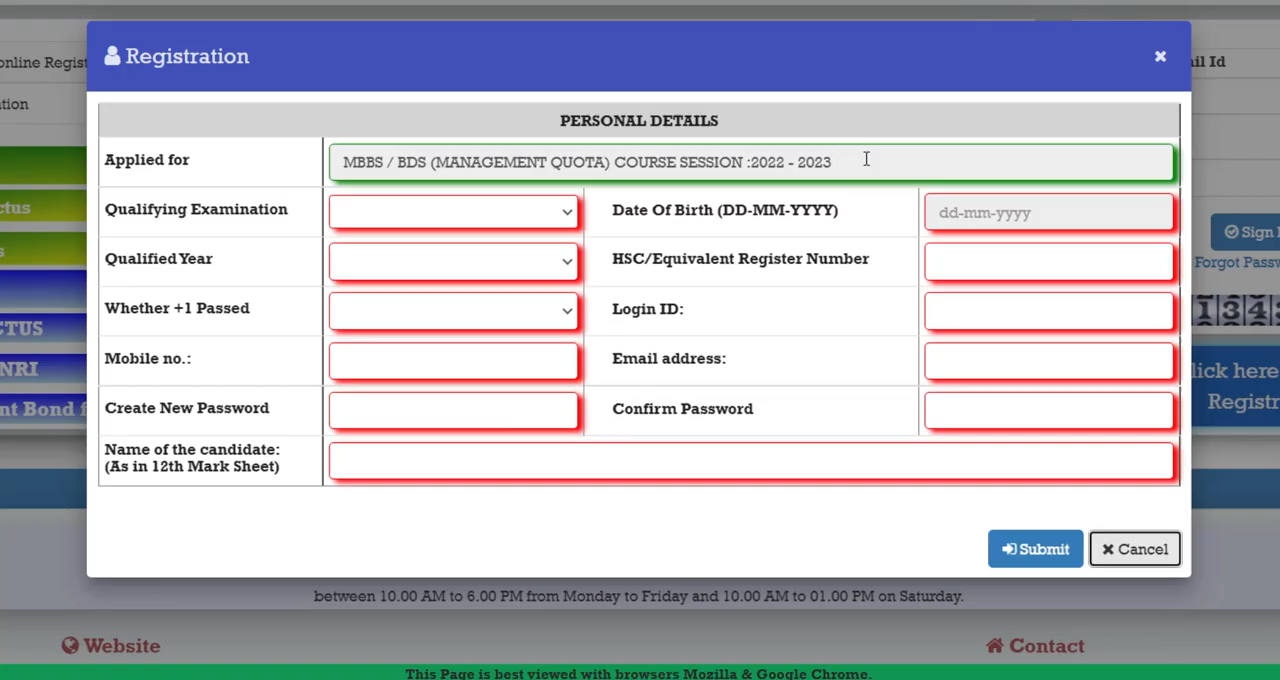 Registration
online Regist
il Id
tion
PERSONAL DETAILS
Applied for
MBBS / BDS (MANAGEMENT QUOTA) COURSE SESSION :2022 - 2023
Qualifying Examination
Date Of Birth (DD-MM-YYYY)
dd-mm-yyyy
ctus
Sign
Qualified Year
HSC/Equivalent Register Number
s
Forgot Passw
Whether +1 Passed
Login ID:
CTUS
134
Mobile no.:
Email address:
NRI
lick here
Create New Password
Confirm Password
nt Bond f
Registr
Name of the candidate:
(As in 12th Mark Sheet)
Submit
Cancel
between 10.00 AM to 6.00 PM from Monday to Friday and 10.00 AM to 01.00 PM on Saturday.
Website
Contact
This Page is best viewed with browsers Mozilla & Google Chrome.